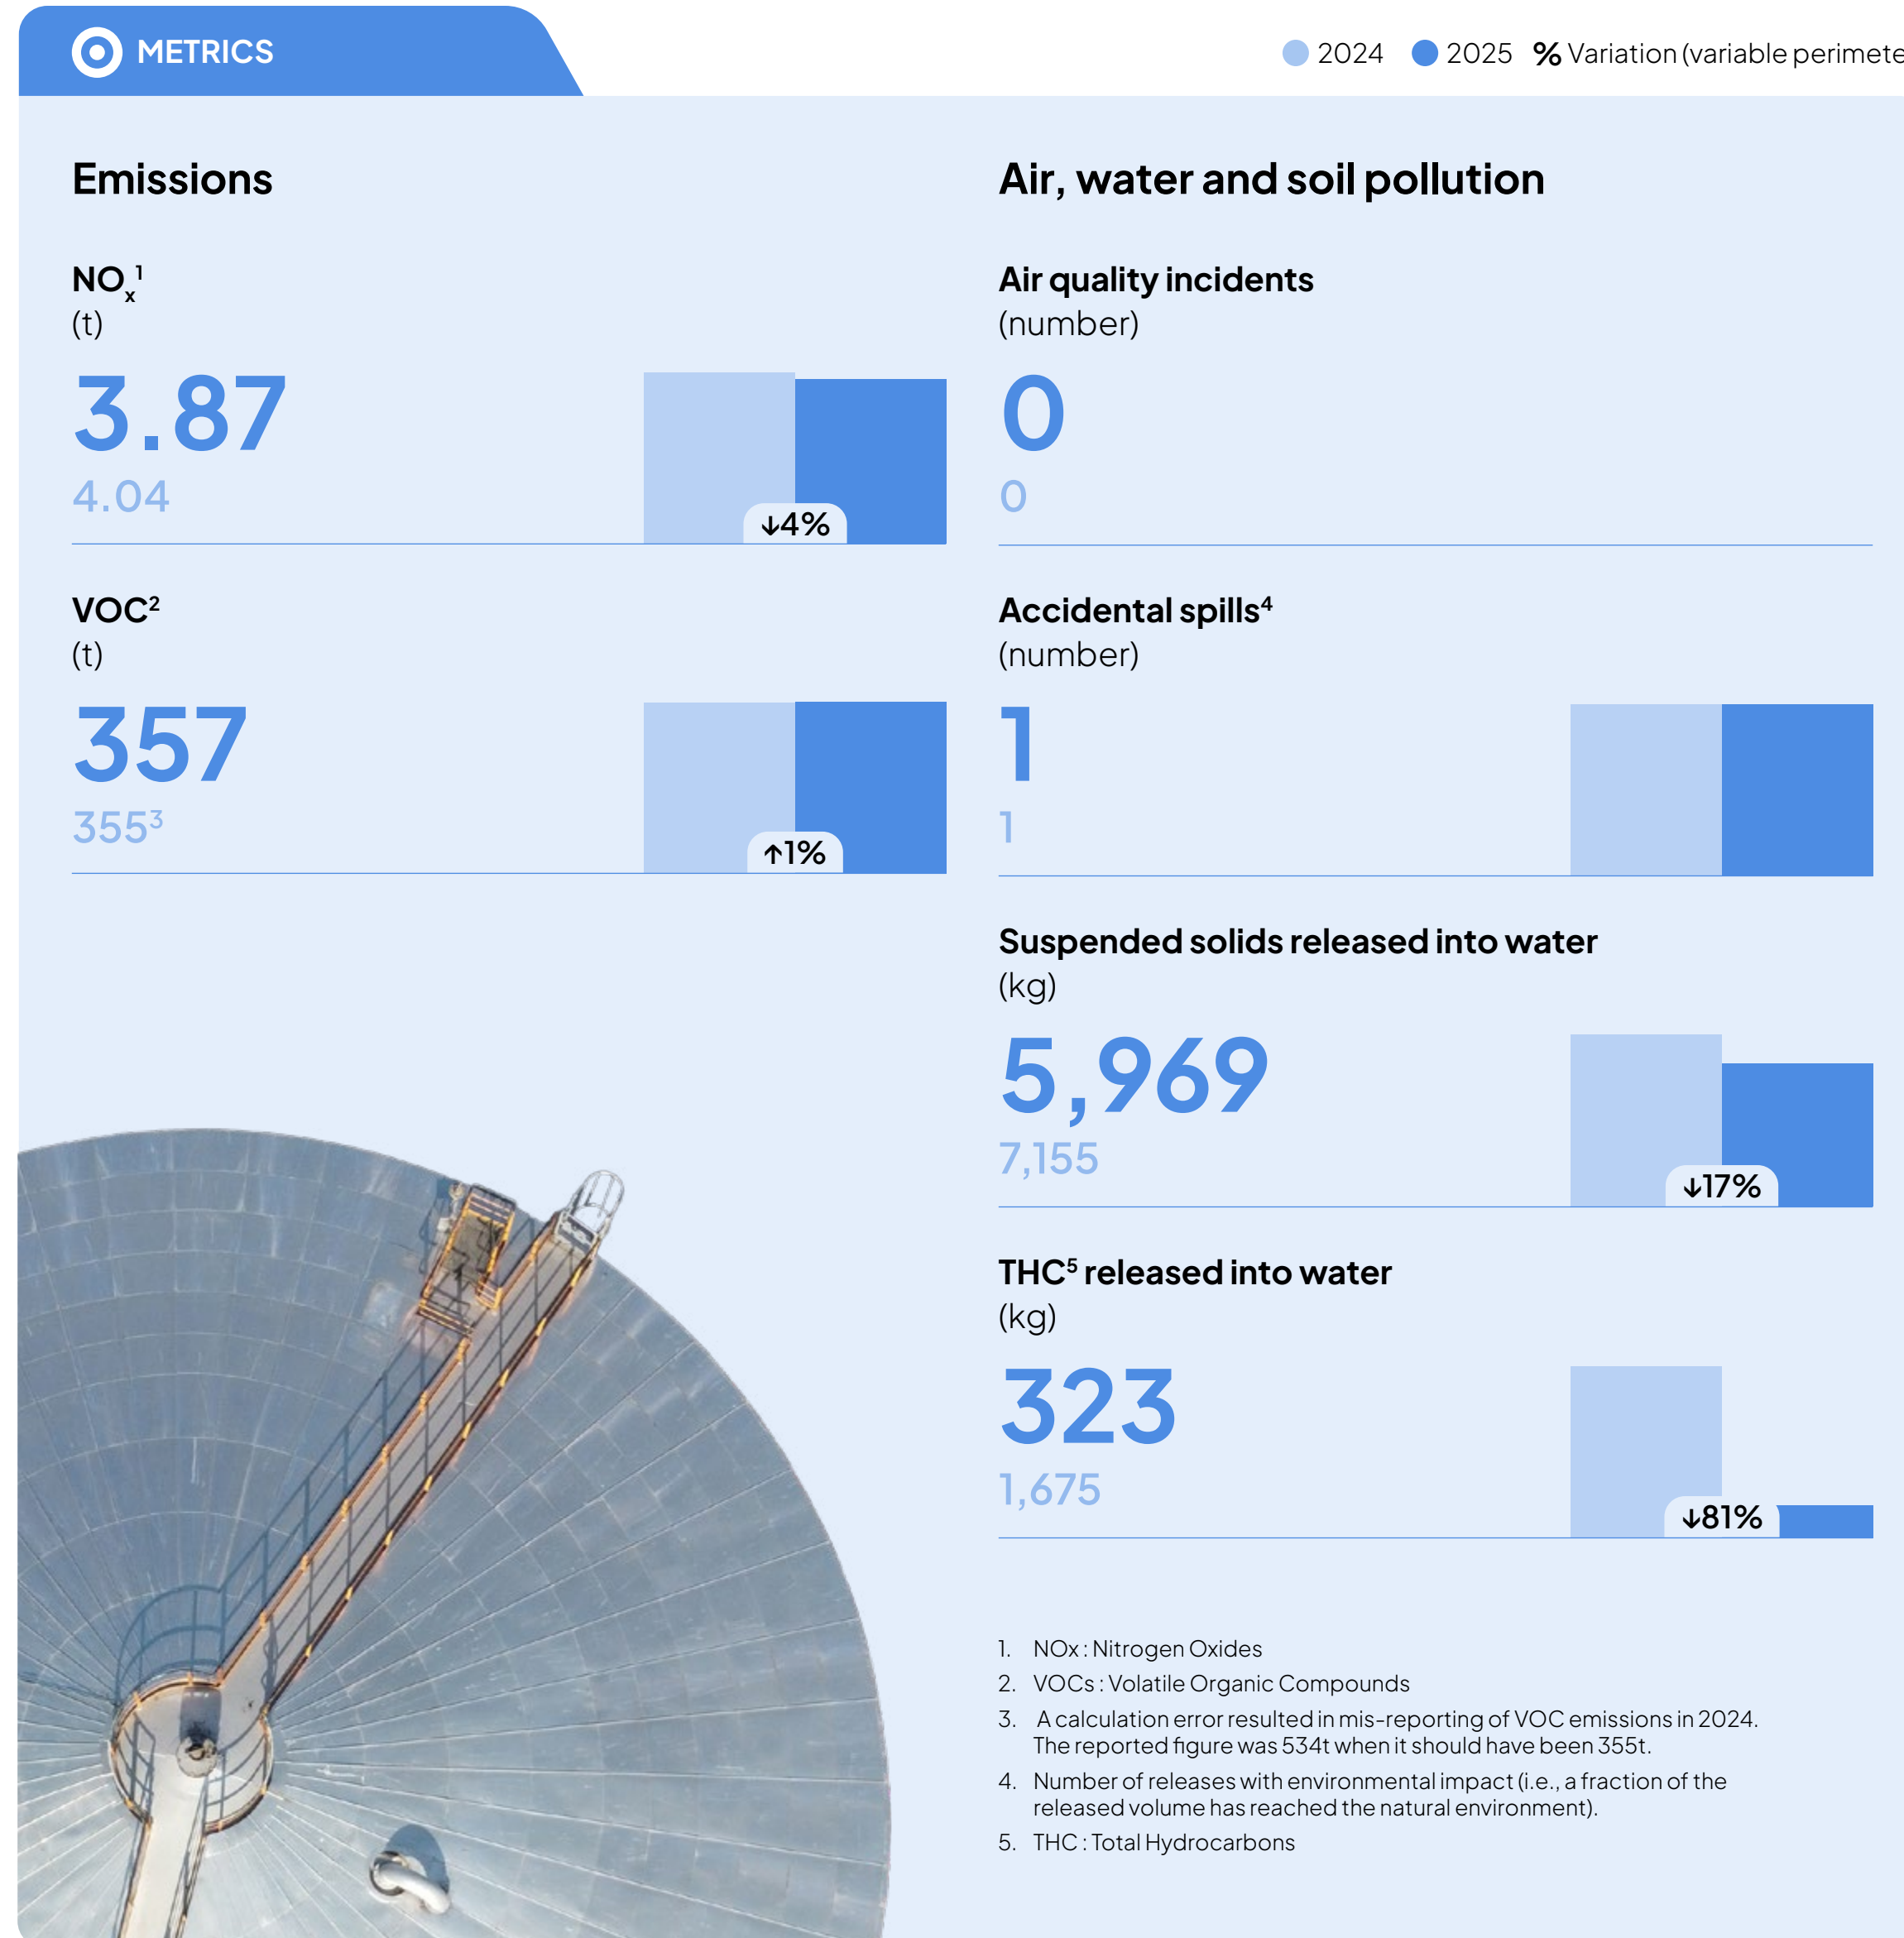 METRICS
2024 2025 % Variation (variable perimete
Emissions
NOx1
(t)
3.87
4.04
↓4%
VOC2
(t)
357
3553
↑1%
Air, water and soil pollution
Air quality incidents
(number)
0
0
Accidental spills4
(number)
1
1
Suspended solids released into water
(kg)
5,969
7,155
↓17%
THC5 released into water
(kg)
323
1,675
↓81%
1. NOx : Nitrogen Oxides
2. VOCs : Volatile Organic Compounds
3. A calculation error resulted in mis-reporting of VOC emissions in 2024.
The reported figure was 534t when it should have been 355t.
4. Number of releases with environmental impact (i.e., a fraction of the
released volume has reached the natural environment).
5. THC : Total Hydrocarbons